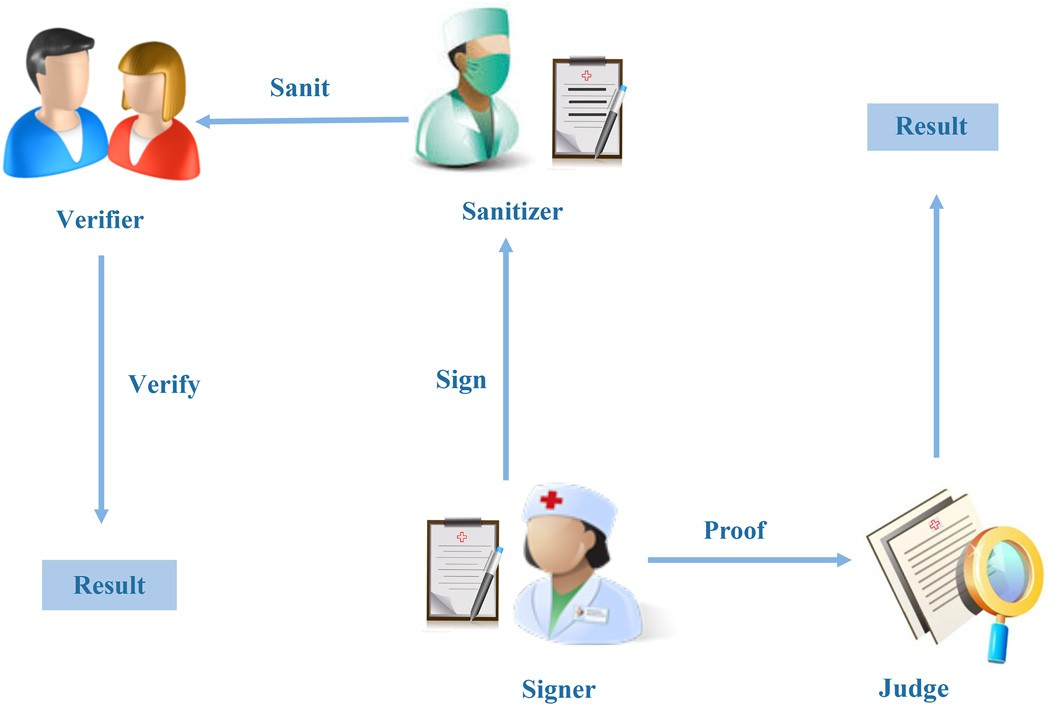 Sanit
Result
Verifier
Sanitizer
Verify
Sign
Proof
Result
Signer
Judge